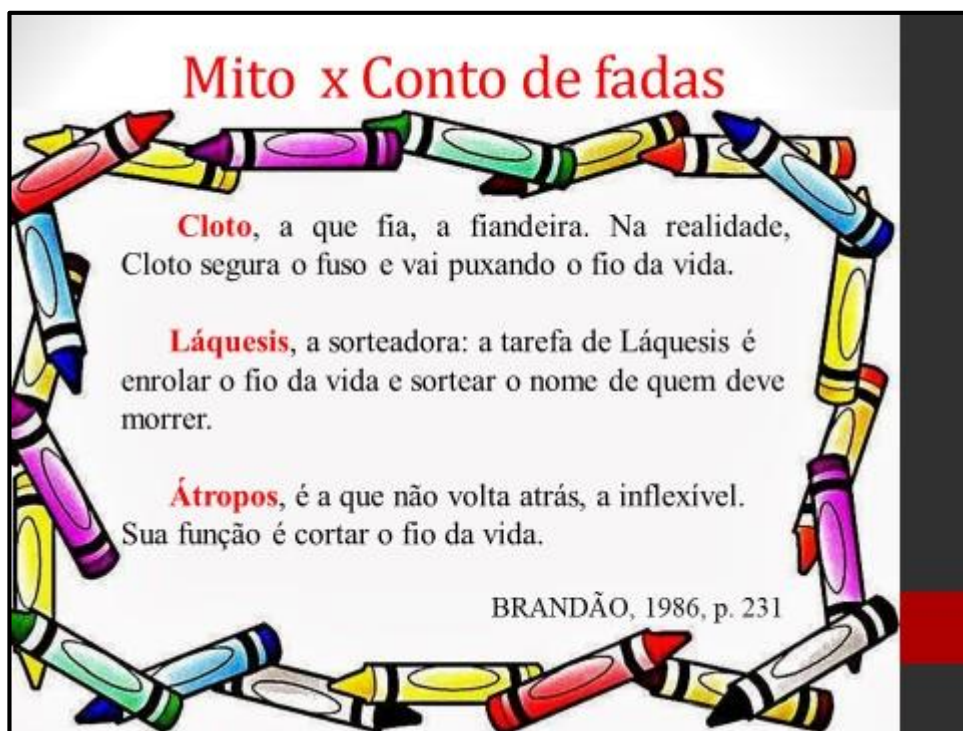 Mito x Conto de fadas
Cloto, a que fia, a fiandeira. Na realidade,
Cloto segura o fuso e vai puxando o fio da vida.
Láquesis, a sorteadora: a tarefa de Láquesis é
enrolar o fio da vida e sortear o nome de quem deve
morrer.
Átropos, é a que não volta atrás, a inflexível.
Sua função é cortar o fio da vida.
BRANDÃO, 1986, p. 231